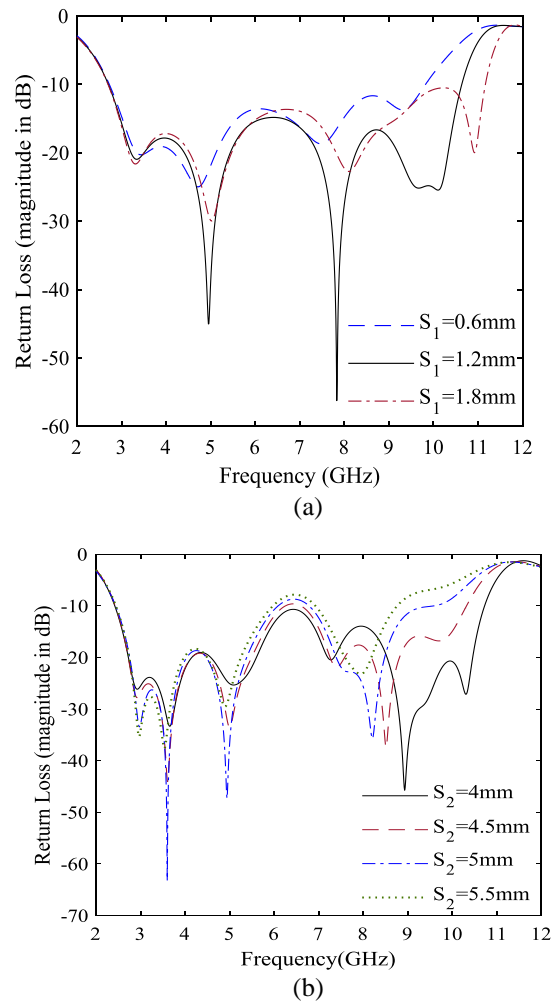 0
-10
-20
-30
-40
-50
-60
Return Loss (magnitude in dB)
S1=0.6mm
S1=1.2mm
S1=1.8mm
2 3 4 5 6 7 8 9 10 11 12
Frequency (GHz)
(a)
0
-10
-20
-30
-40
-50
-60
-70
Return Loss (magnitude in dB)
S2=4mm
S2=4.5mm
S2=5mm
S2=5.5mm
2 3 4 5 6 7 8 9 10 11 12
Frequency(GHz)
(b)